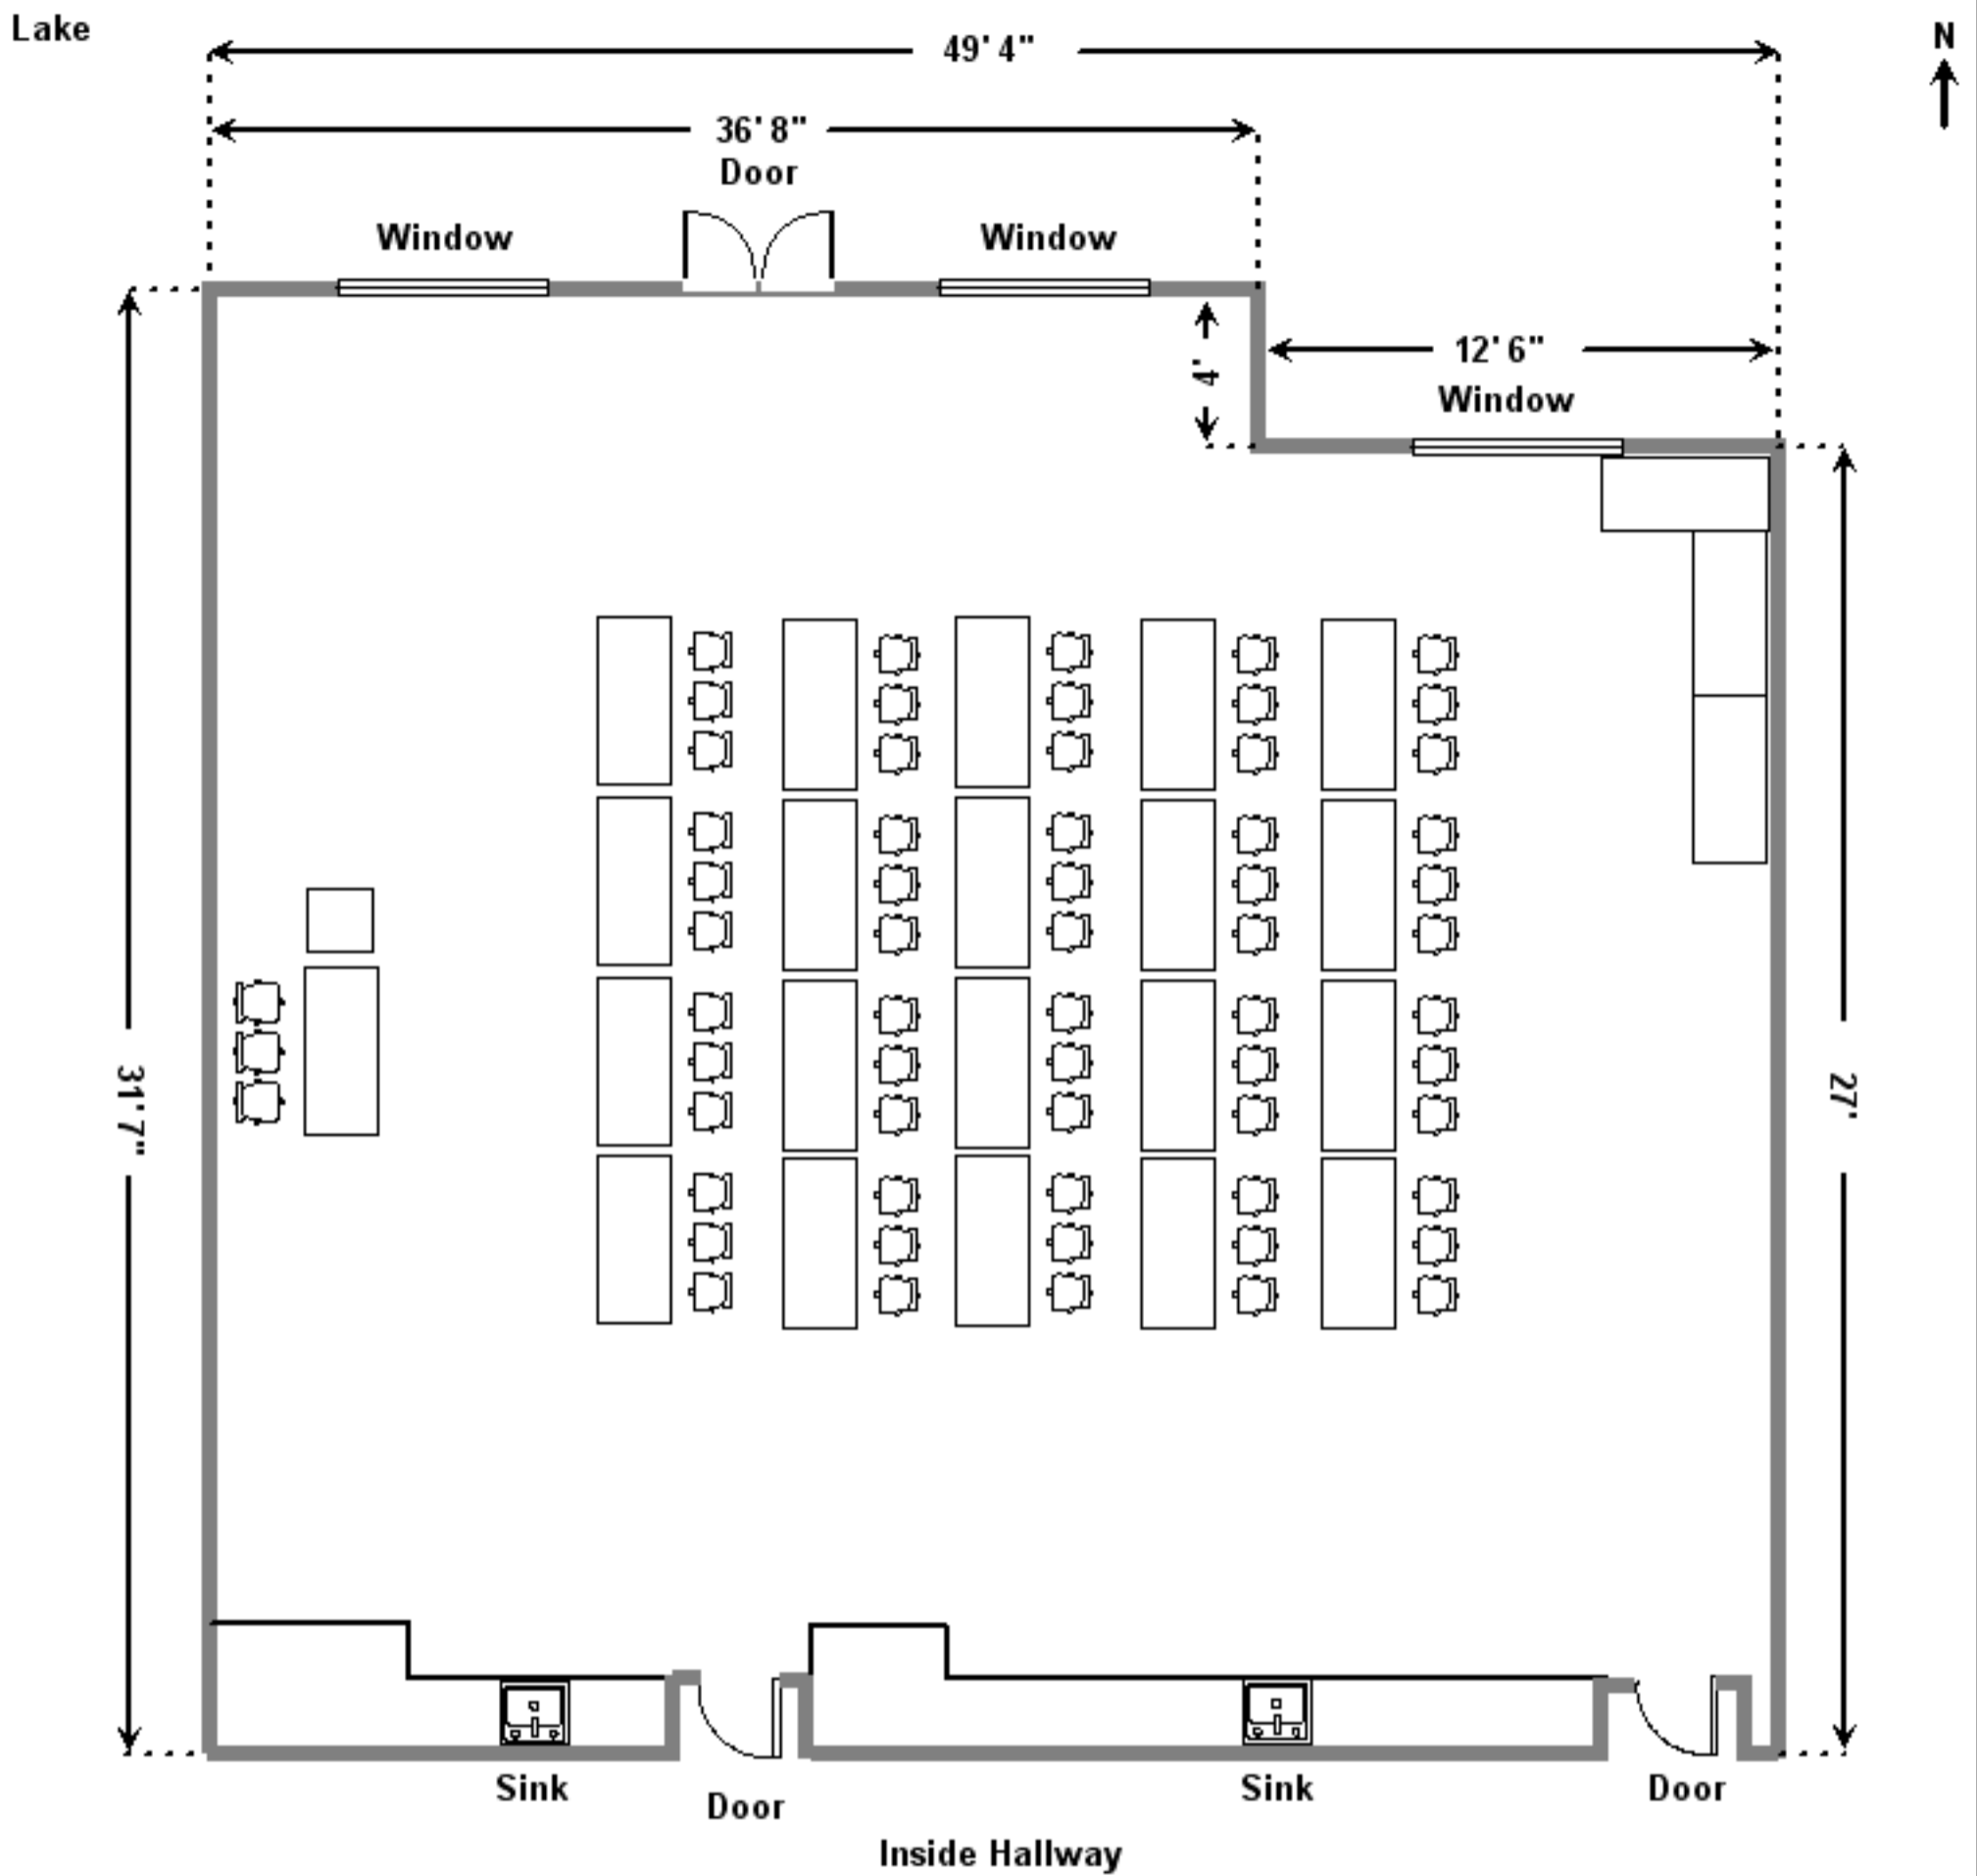 Lake
N
49' 4"
36' 8"
Door
Window
Window
4'
12' 6"
Window
31'7"
27'
Sink
Door
Sink
Door
Inside Hallway